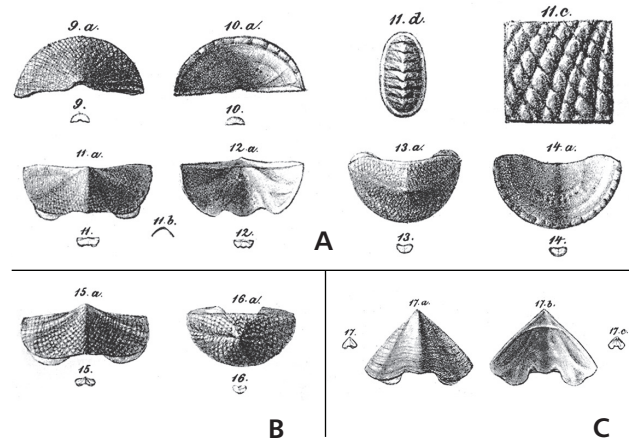 9.a.
10.a.
11.d.
11.c.
9.
10.
11.a.
12.a.
13.a.
14.a.
11.b.
11.
12.
A
13.
14.
15.a.
16.a.
17.a.
17.b.
17.
17.c.
15.
16.
B
C